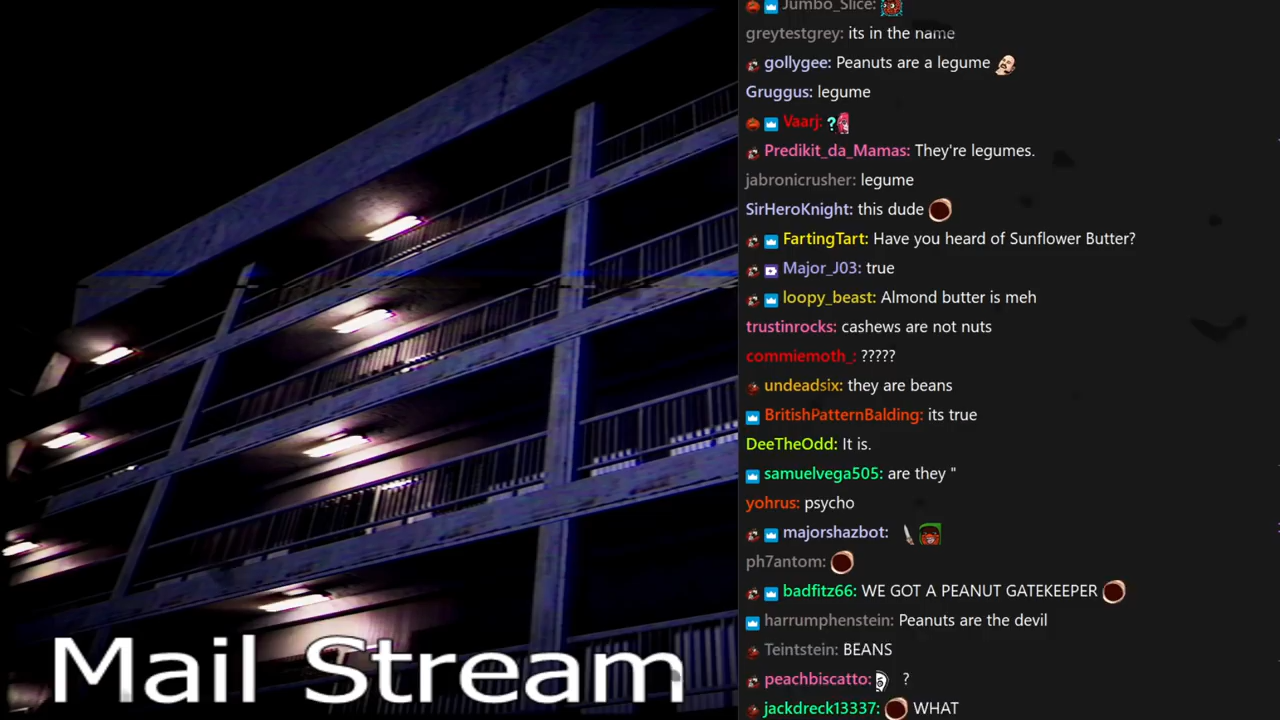 Jumbo_Slice:
greytestgrey: its in the name
gollygee: Peanuts are a legume
Gruggus: legume
Vaarj: ?
Predikit_da_Mamas: They're legumes.
jabronicrusher: legume
SirHeroKnight: this dude
FartingTart: Have you heard of Sunflower Butter?
Major_J03: true
loopy_beast: Almond butter is meh
trustinrocks: cashews are not nuts
commiemoth_: ?????
undeadsix: they are beans
BritishPatternBalding: its true
DeeTheOdd: It is.
samuelvega505: are they "
yohrus: psycho
majorshazbot:
ph7antom:
badfitz66: WE GOT A PEANUT GATEKEEPER
harrumphenstein: Peanuts are the devil
Teintstein: BEANS
peachbiscatto: ?
jackdreck13337: WHAT
Mail Stream